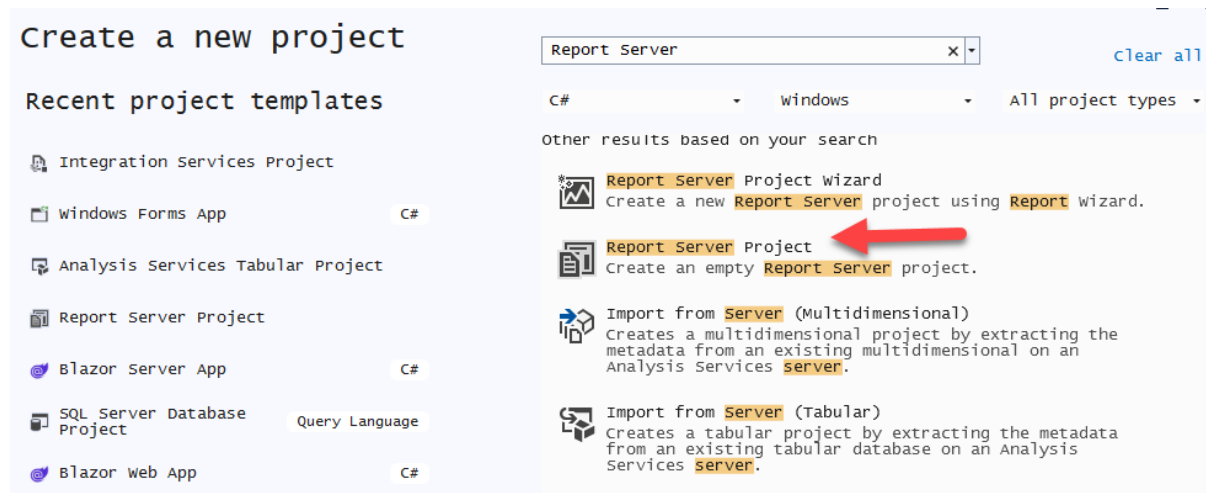 Create a new project
Report Server
Clear all
Recent project templates
C#
Windows
All project types
Other results based on your search
Integration Services Project
Windows Forms App
C#
Analysis Services Tabular Project
Report Server Project
Blazor Server App
C#
SQL Server Database
Project
Query Language
Blazor Web App
C#
Report Server Project Wizard
Create a new Report Server project using Report Wizard.
Report Server Project
Create an empty Report Server project.
Import from Server (Multidimensional)
Creates a multidimensional project by extracting the
metadata from an existing multidimensional on an
Analysis Services server.
Import from Server (Tabular)
Creates a tabular project by extracting the metadata
from an existing tabular database on an Analysis
Services server.